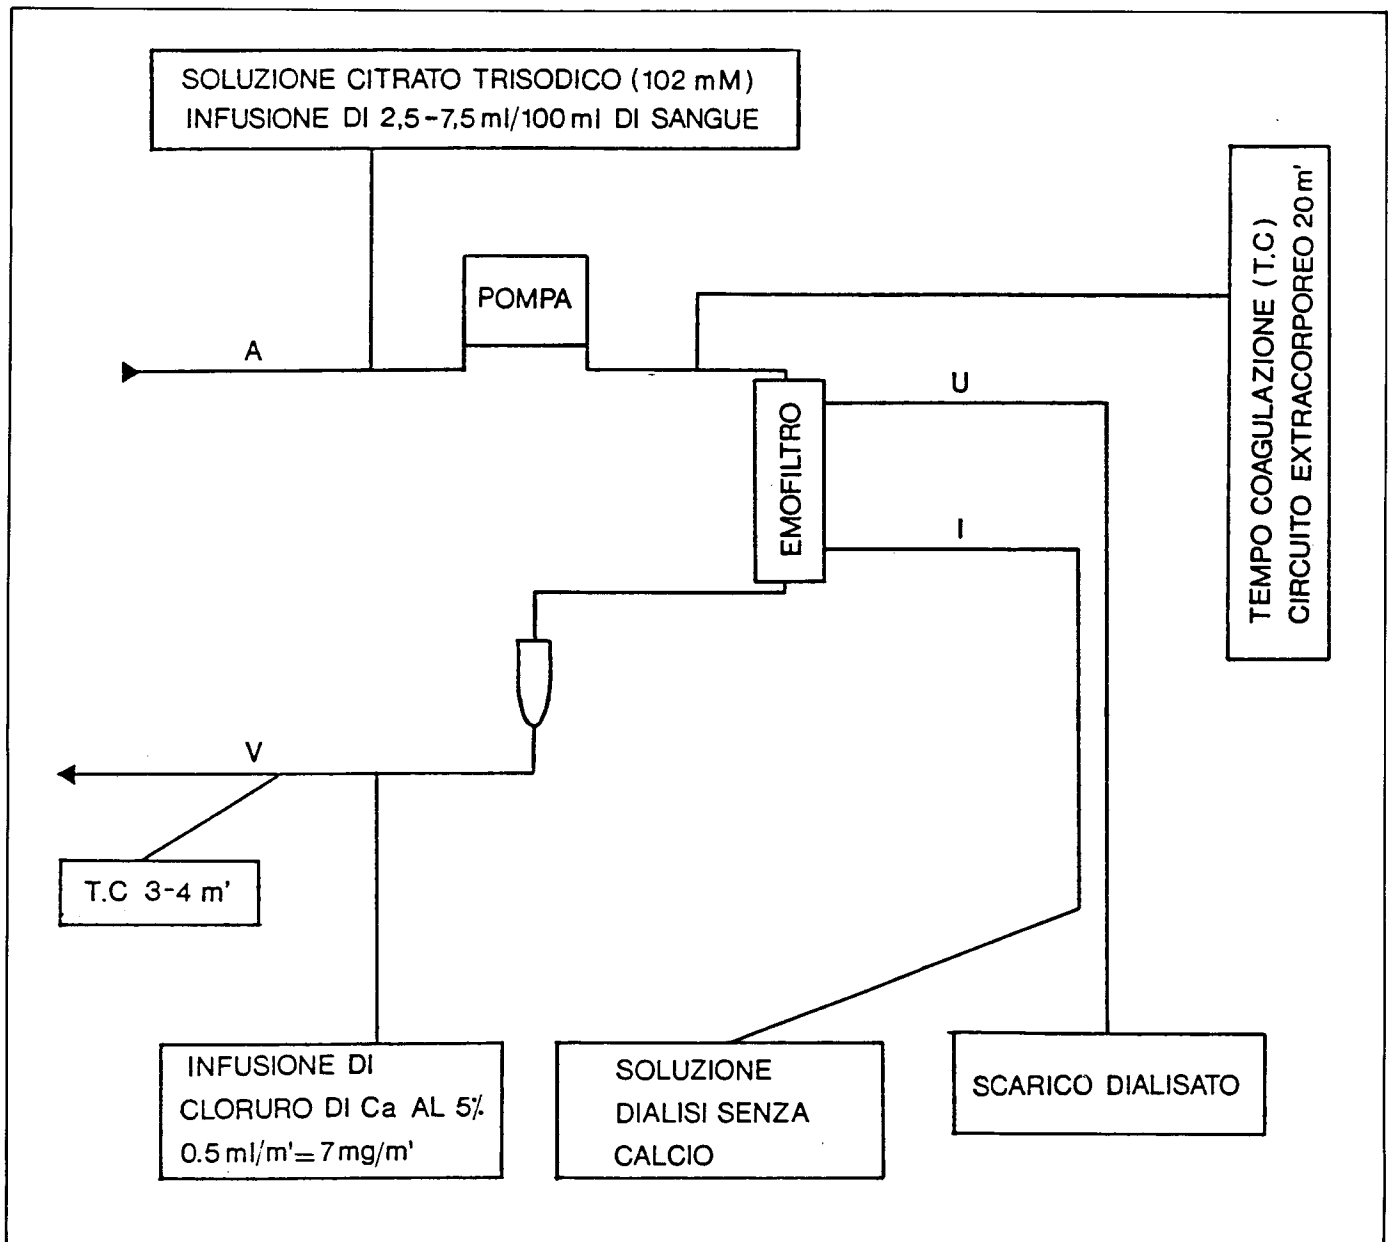 SOLUZIONE CITRATO TRISODICO (102 mM)
INFUSIONE DI 2,5-7,5 ml/100 ml DI SANGUE
POMPA
A
TEMPO COAGULAZIONE (T.C)
CIRCUITO EXTRACORPOREO 20 m'
U
EMOFILTRO
I
V
T.C 3-4 m'
INFUSIONE DI
CLORURO DI Ca AL 5%
0.5 ml/m'= 7 mg/m'
SOLUZIONE
DIALISI SENZA
CALCIO
SCARICO DIALISATO